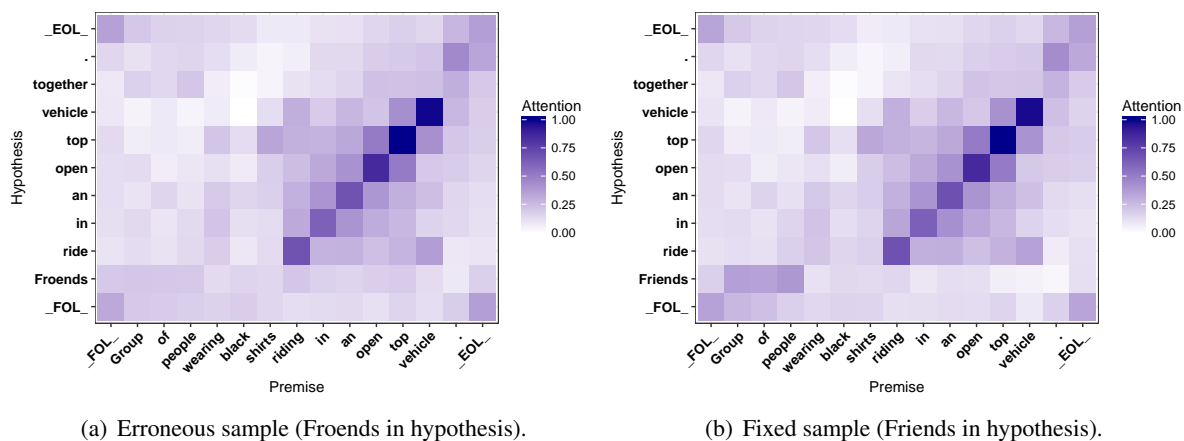 _EOL_
.
together
vehicle
top
open
an
in
ride
Froends
_FOL_
Hypothesis
_FOL_
Group
of
people
wearing
black
shirts
riding
in
an
open
top
vehicle
.
_EOL_
Premise
Attention
1.00
0.75
0.50
0.25
0.00
(a) Erroneous sample (Froends in hypothesis).
_EOL_
.
together
vehicle
top
open
an
in
ride
Friends
_FOL_
Hypothesis
_FOL_
Group
of
people
wearing
black
shirts
riding
in
an
open
top
vehicle
.
_EOL_
Premise
Attention
1.00
0.75
0.50
0.25
0.00
(b) Fixed sample (Friends in hypothesis).